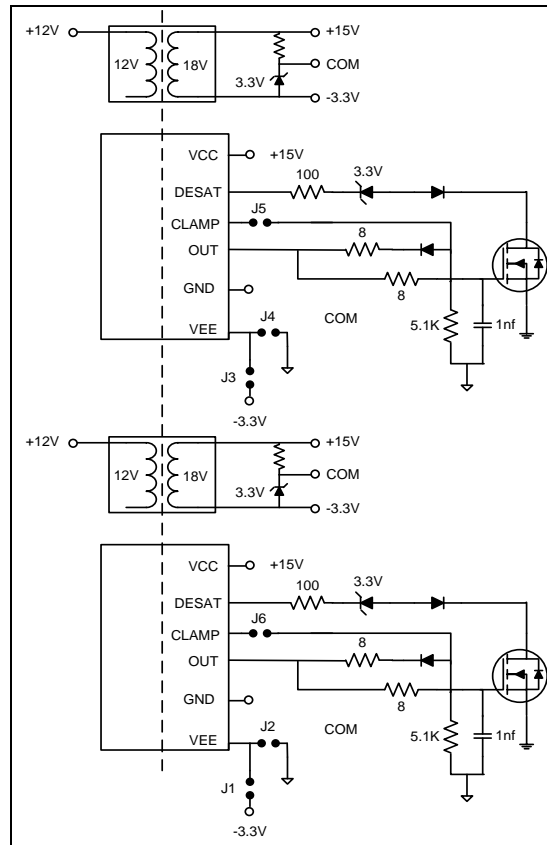 +12V
+15V
12V
18V
COM
3.3V
-3.3V
VCC
+15V
3.3V
100
DESAT
J5
CLAMP
8
OUT
GND
8
COM
J4
5.1K
1nf
VEE
J3
-3.3V
+12V
+15V
12V
18V
COM
3.3V
-3.3V
VCC
+15V
3.3V
100
DESAT
J6
CLAMP
8
OUT
GND
8
COM
J2
5.1K
1nf
VEE
J1
-3.3V